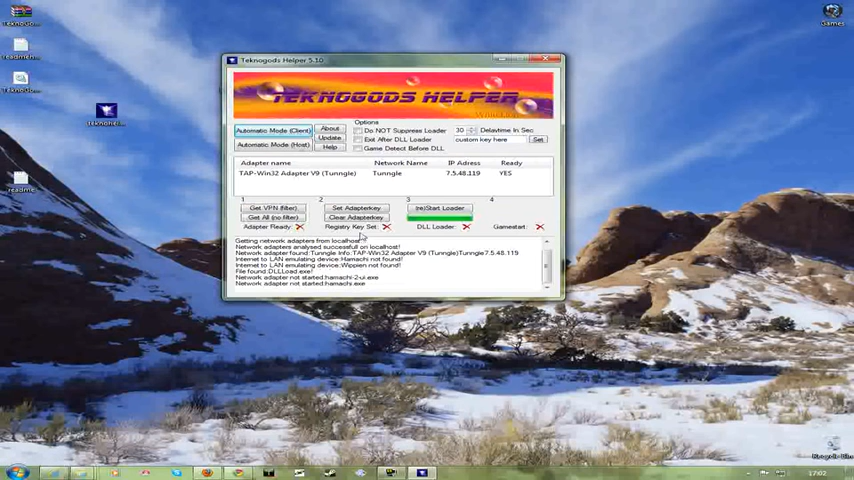 Teknogods Helper 5.10
TEKNOGODS HELPER
Automatic Mode (Client)
About
Automatic Mode (Host)
Update
Help
Options
Do NOT Suppress Loader
30
Delaytime In Sec
Exit After DLL Loader
custom key here
Set
Game Detect Before DLL
Adapter name
Network Name
IP Adress
Ready
TAP-Win32 Adapter V9 (Tunngle)
Tunngle
7.5.48.119
YES
1
2
3
4
Get VPN (filter)
Set Adapterkey
(re)Start Loader
Get All (no filter)
Clear Adapterkey
Adapter Ready:
Registry Key Set:
DLL Loader:
Gamestart:
Getting network adapters from localhost..!
Network adapters analysed successfull on localhost!
Network adapter found:Tunngle Info:TAP-Win32 Adapter V9 (Tunngle)Tunngle7.5.48.119
Internet to LAN emulating device:Hamachi not found!
Internet to LAN emulating device:Wippien not found!
File found:DLLLoad.exe!
Network adapter not started:hamachi-2-ui.exe
Network adapter not started:hamachi.exe
TeknoGo...
Readmen...
TeknoGo...
teknohel...
readme
Games
17:02